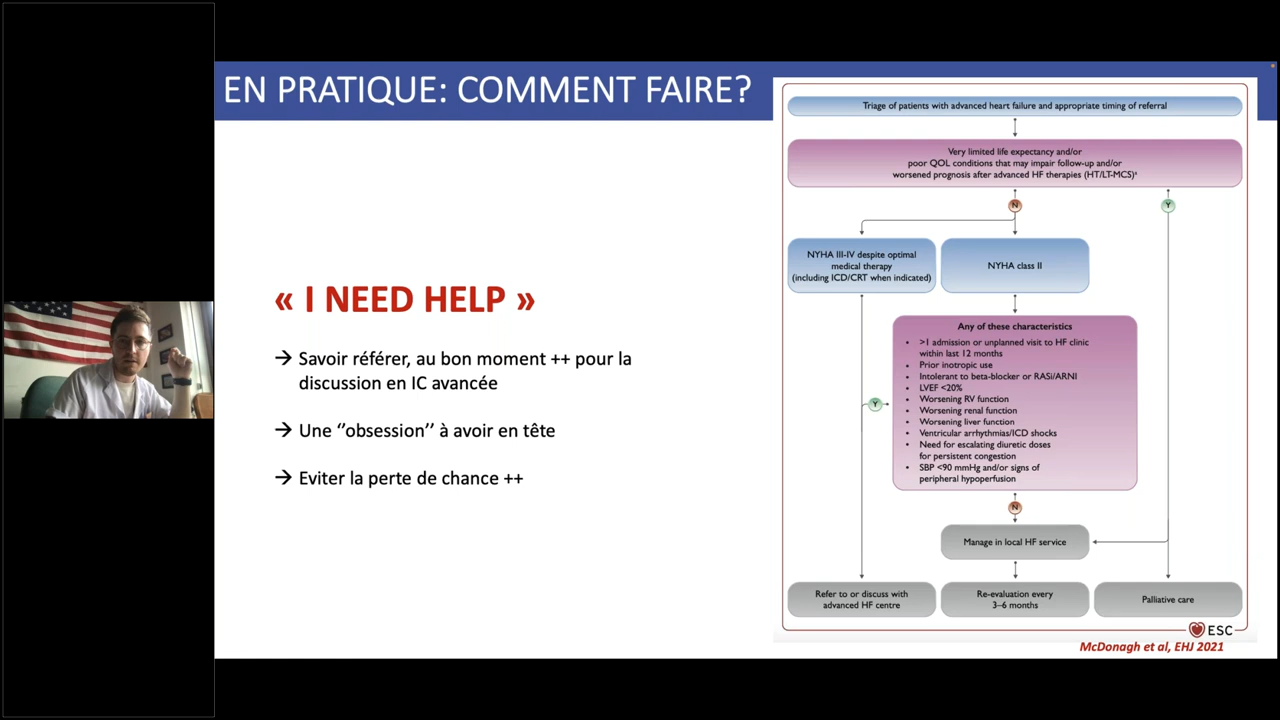 EN PRATIQUE: COMMENT FAIRE?
« I NEED HELP »
→ Savoir référer, au bon moment ++ pour la
discussion en IC avancée
→ Une ‘’obsession’’ à avoir en tête
→ Eviter la perte de chance ++
Triage of patients with advanced heart failure and appropriate timing of referral
Very limited life expectancy and/or
poor QOL conditions that may impair follow-up and/or
worsened prognosis after advanced HF therapies (HT/LT-MCS)ᵃ
N
Y
NYHA III-IV despite optimal
medical therapy
(including ICD/CRT when indicated)
NYHA class II
Any of these characteristics
• >1 admission or unplanned visit to HF clinic
within last 12 months
• Prior inotropic use
• Intolerant to beta-blocker or RASi/ARNI
• LVEF <20%
• Worsening RV function
• Worsening renal function
• Worsening liver function
• Ventricular arrhythmias/ICD shocks
• Need for escalating diuretic doses
for persistent congestion
• SBP <90 mmHg and/or signs of
peripheral hypoperfusion
Y
N
Manage in local HF service
Refer to or discuss with
advanced HF centre
Re-evaluation every
3–6 months
Palliative care
ESC
McDonagh et al, EHJ 2021